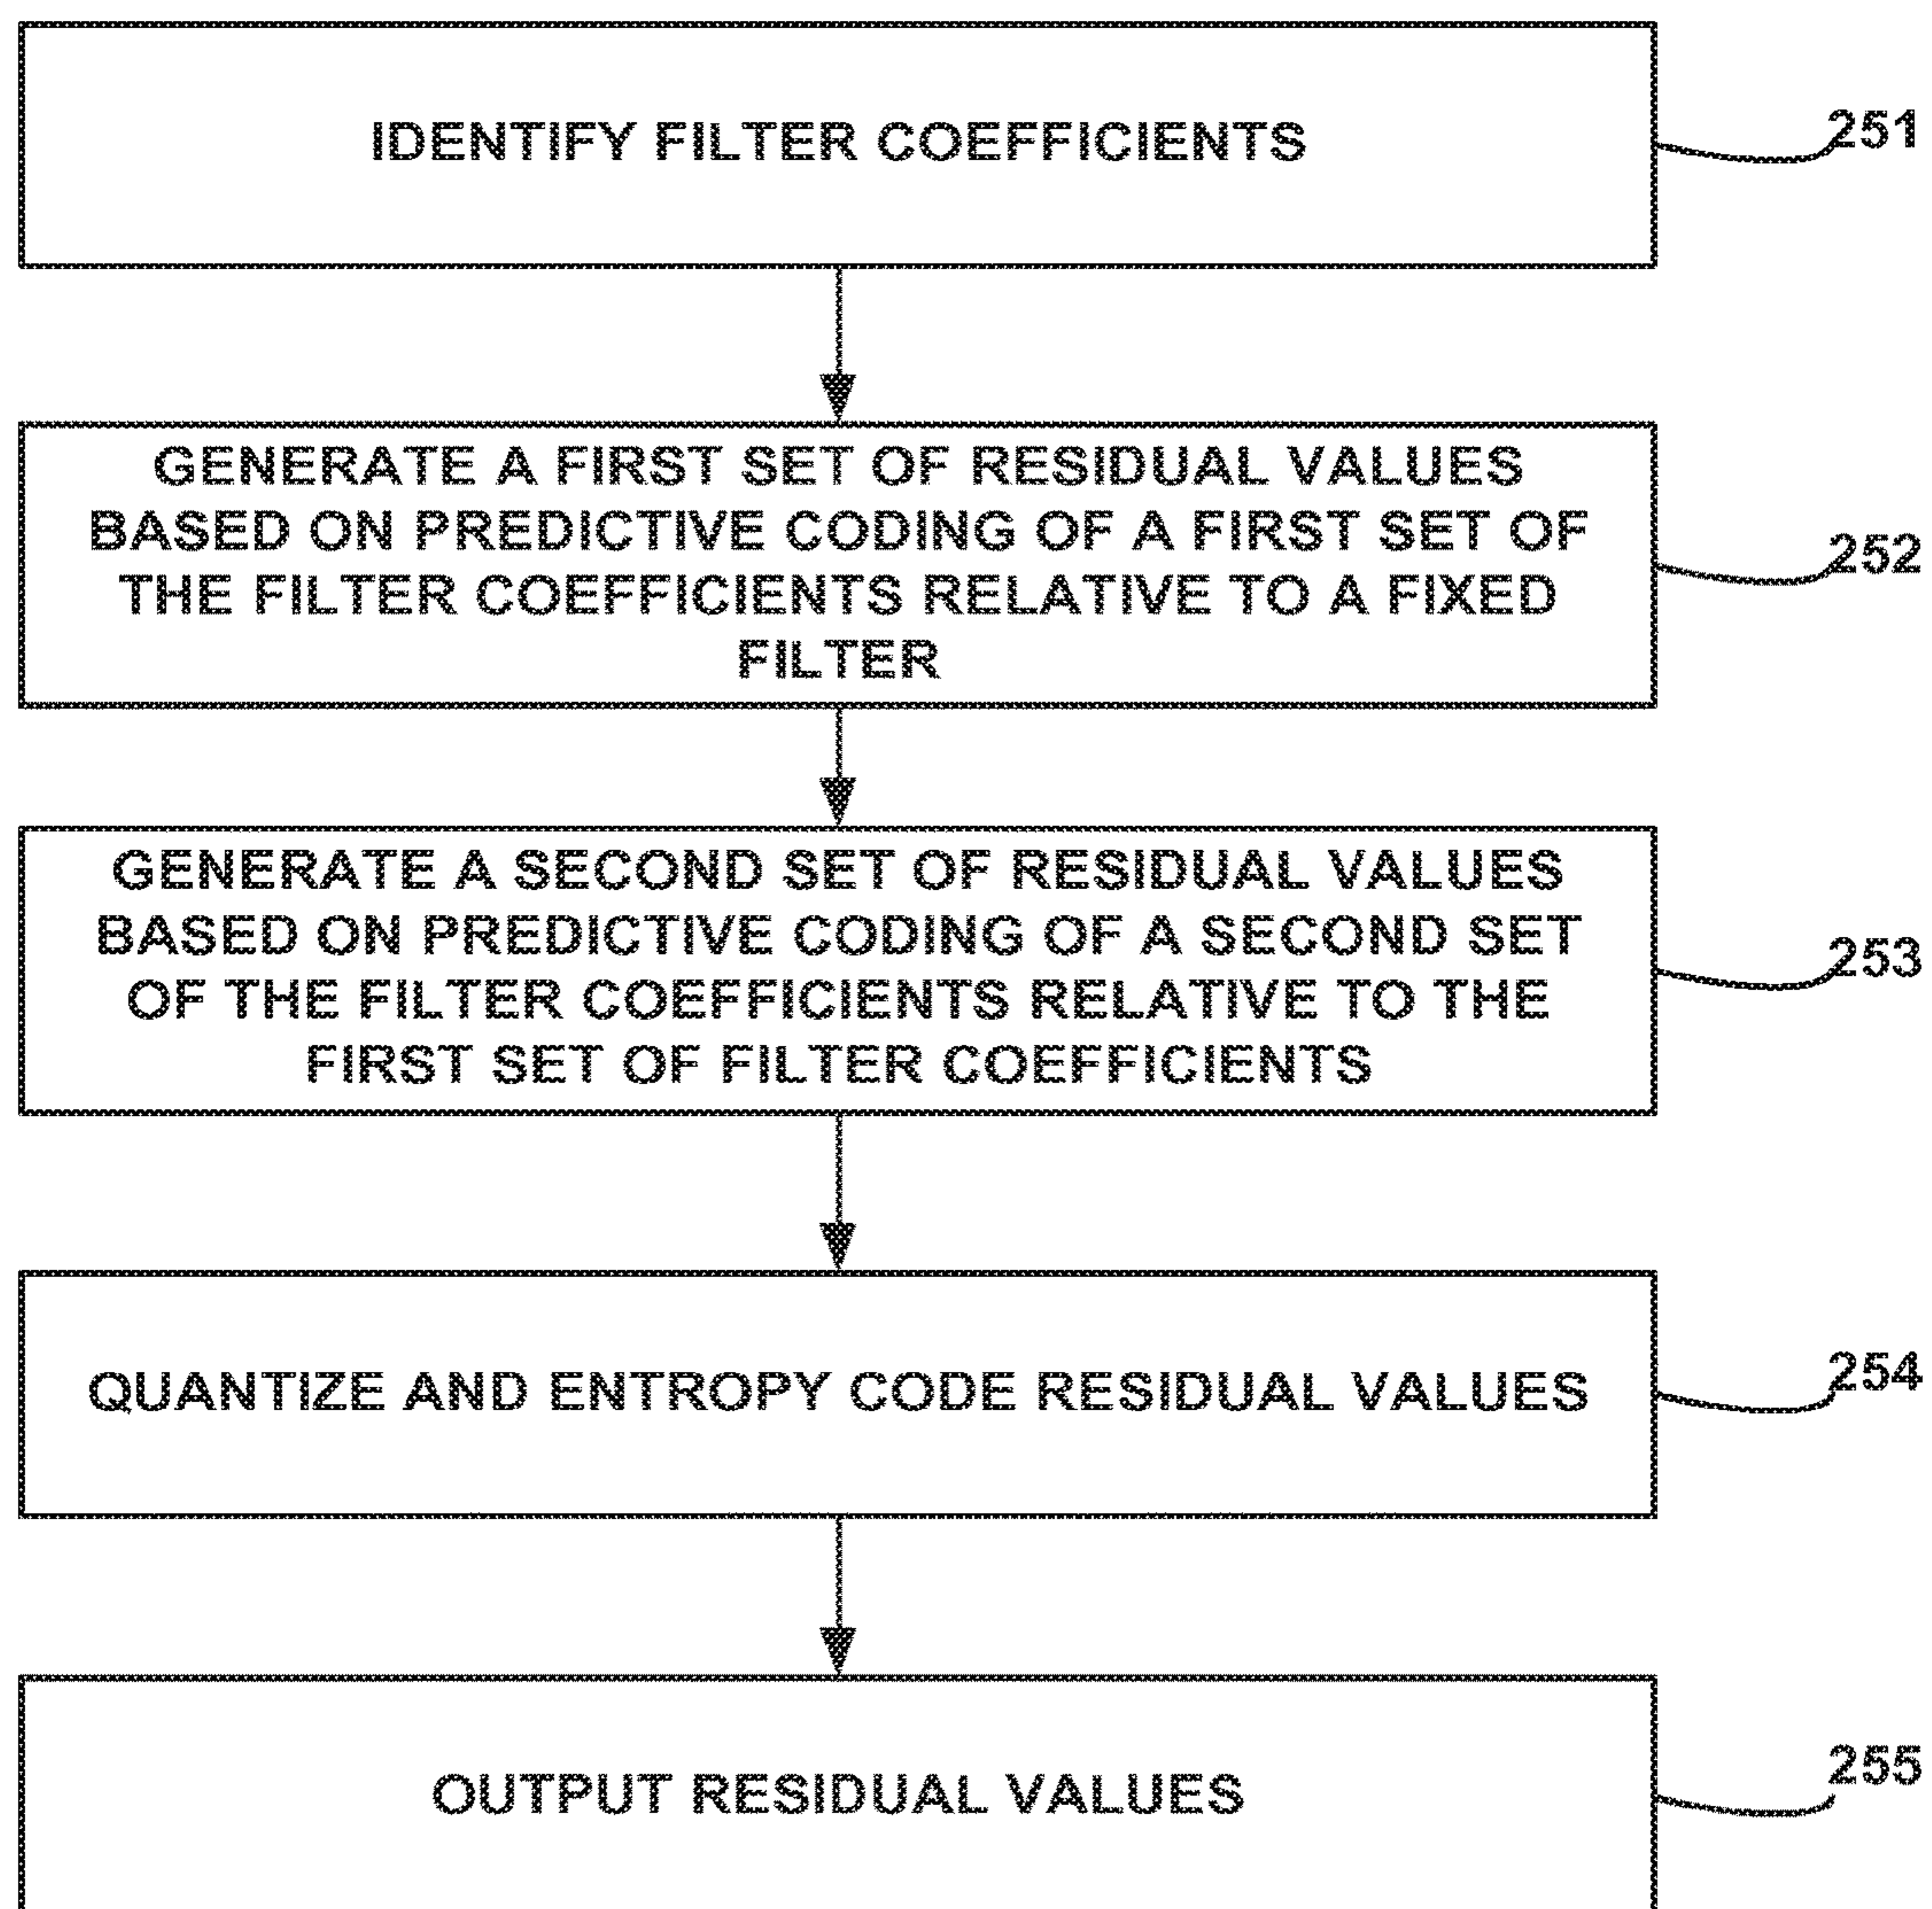 IDENTIFY FILTER COEFFICIENTS
251
GENERATE A FIRST SET OF RESIDUAL VALUES
BASED ON PREDICTIVE CODING OF A FIRST SET OF
THE FILTER COEFFICIENTS RELATIVE TO A FIXED
FILTER
252
GENERATE A SECOND SET OF RESIDUAL VALUES
BASED ON PREDICTIVE CODING OF A SECOND SET
OF THE FILTER COEFFICIENTS RELATIVE TO THE
FIRST SET OF FILTER COEFFICIENTS
253
QUANTIZE AND ENTROPY CODE RESIDUAL VALUES
254
OUTPUT RESIDUAL VALUES
255